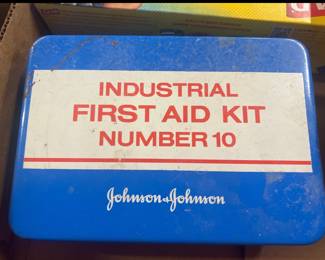 INDUSTRIAL
FIRST AID KIT
NUMBER 10
Johnson & Johnson